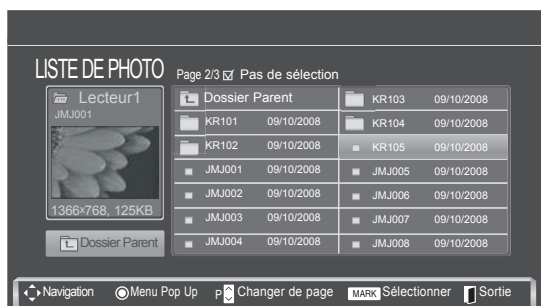 LISTE DE PHOTO
Page 2/3 Pas de sélection
Lecteur1
JMJ001
1366x768, 125KB
Dossier Parent
Dossier Parent
KR101 09/10/2008
KR102 09/10/2008
JMJ001 09/10/2008
JMJ002 09/10/2008
JMJ003 09/10/2008
JMJ004 09/10/2008
KR103 09/10/2008
KR104 09/10/2008
KR105 09/10/2008
JMJ005 09/10/2008
JMJ006 09/10/2008
JMJ007 09/10/2008
JMJ008 09/10/2008
Navigation Menu Pop Up P Changer de page MARK Sélectionner Sortie